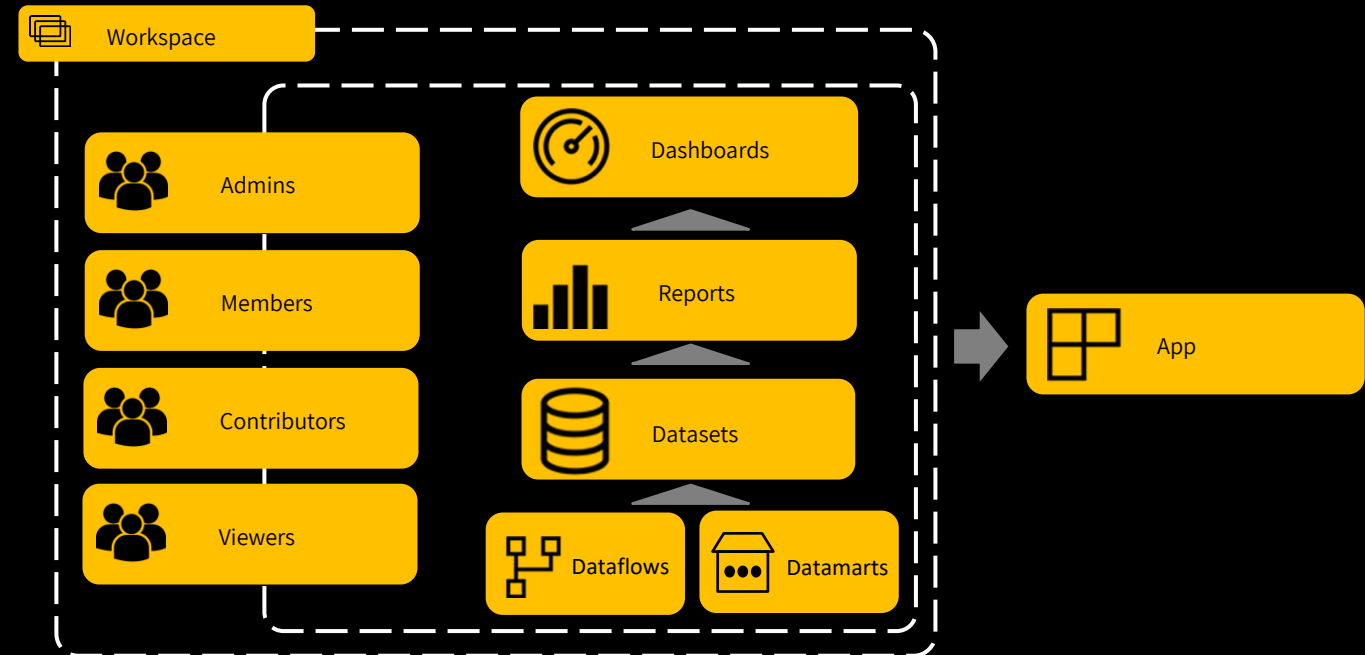 Workspace
Admins
Members
Contributors
Viewers
Dashboards
Reports
Datasets
Dataflows
Datamarts
App